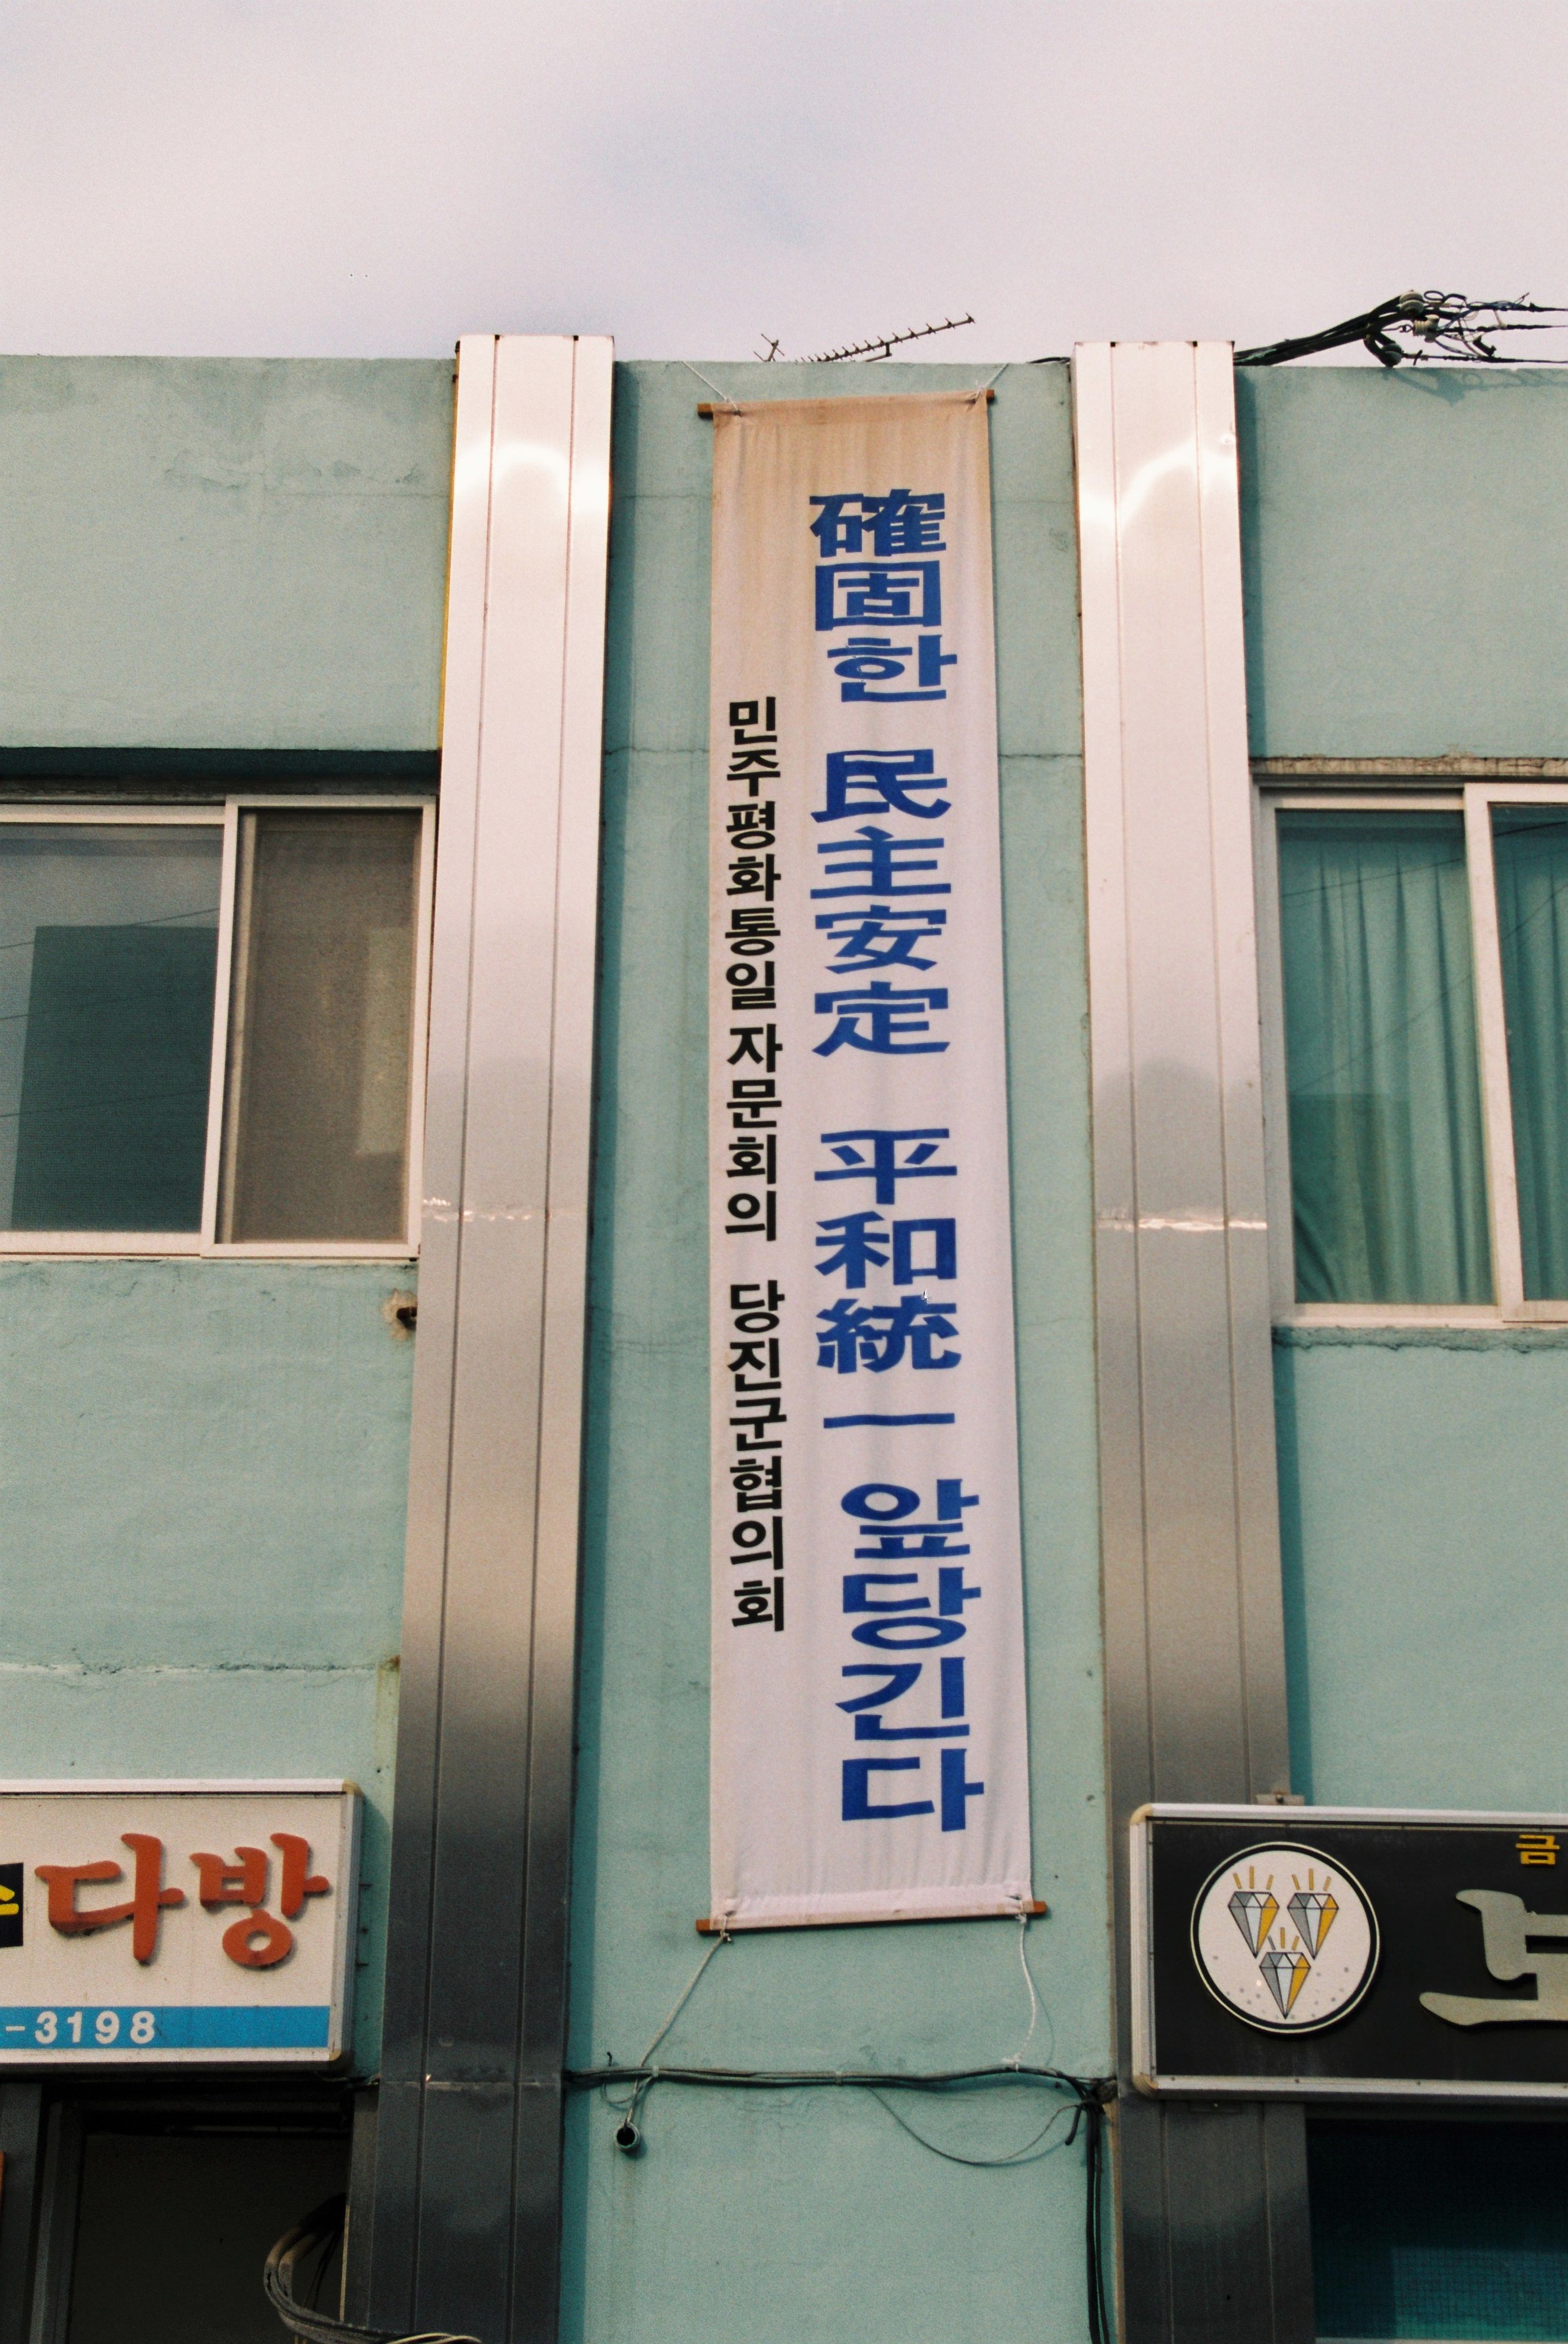 確固한 民主安定 平和統一 앞당긴다
민주평화통일 자문회의 당진군협의회
다방
-3198
금
보